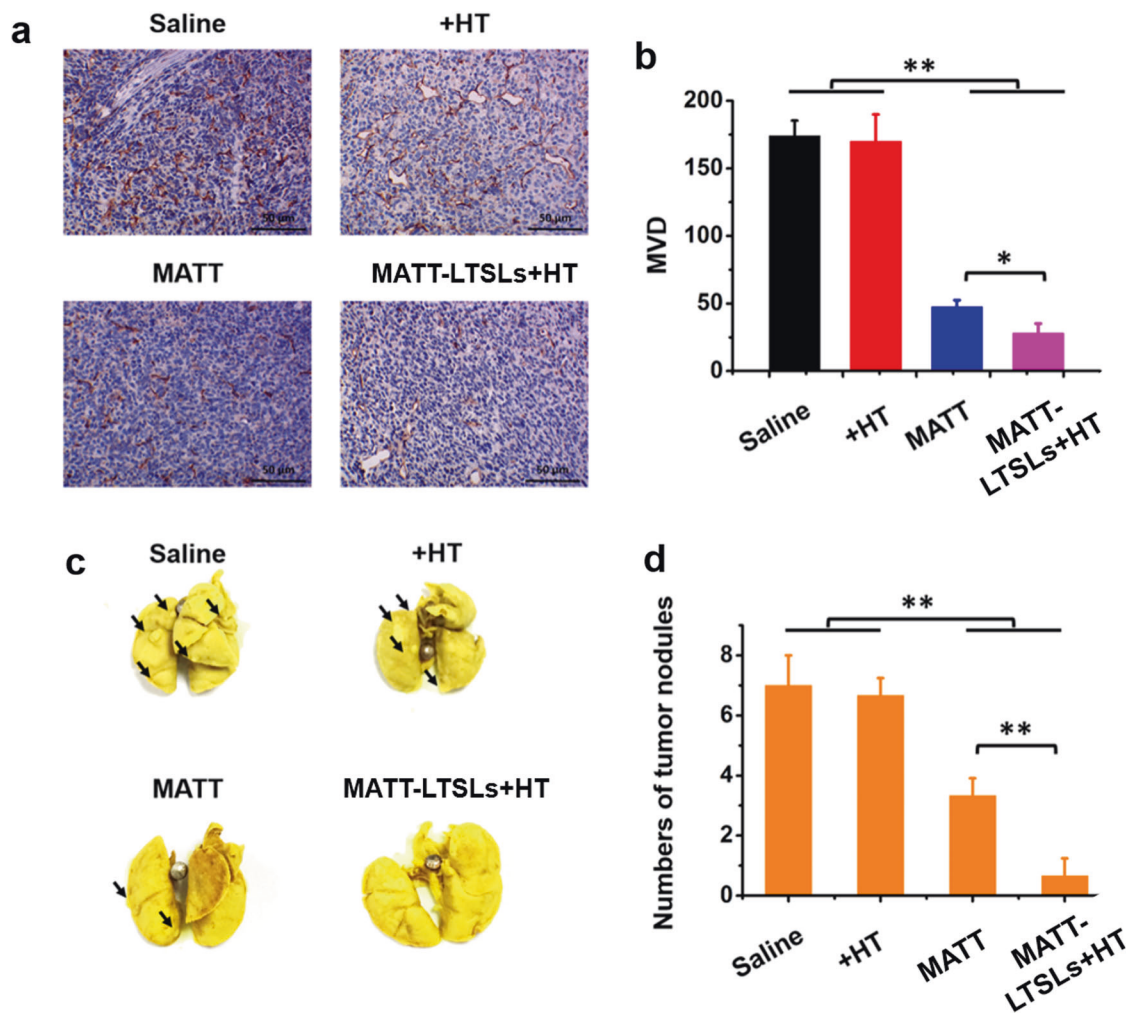 a
Saline
+HT
50 µm
50 µm
MATT
MATT-LTSLs+HT
50 µm
50 µm
b
**
*
MVD
200
150
100
50
0
Saline
+HT
MATT
MATT-
LTSLs+HT
c
Saline
+HT
MATT
MATT-LTSLs+HT
d
**
**
Numbers of tumor nodules
8
6
4
2
0
Saline
+HT
MATT
MATT-
LTSLs+HT